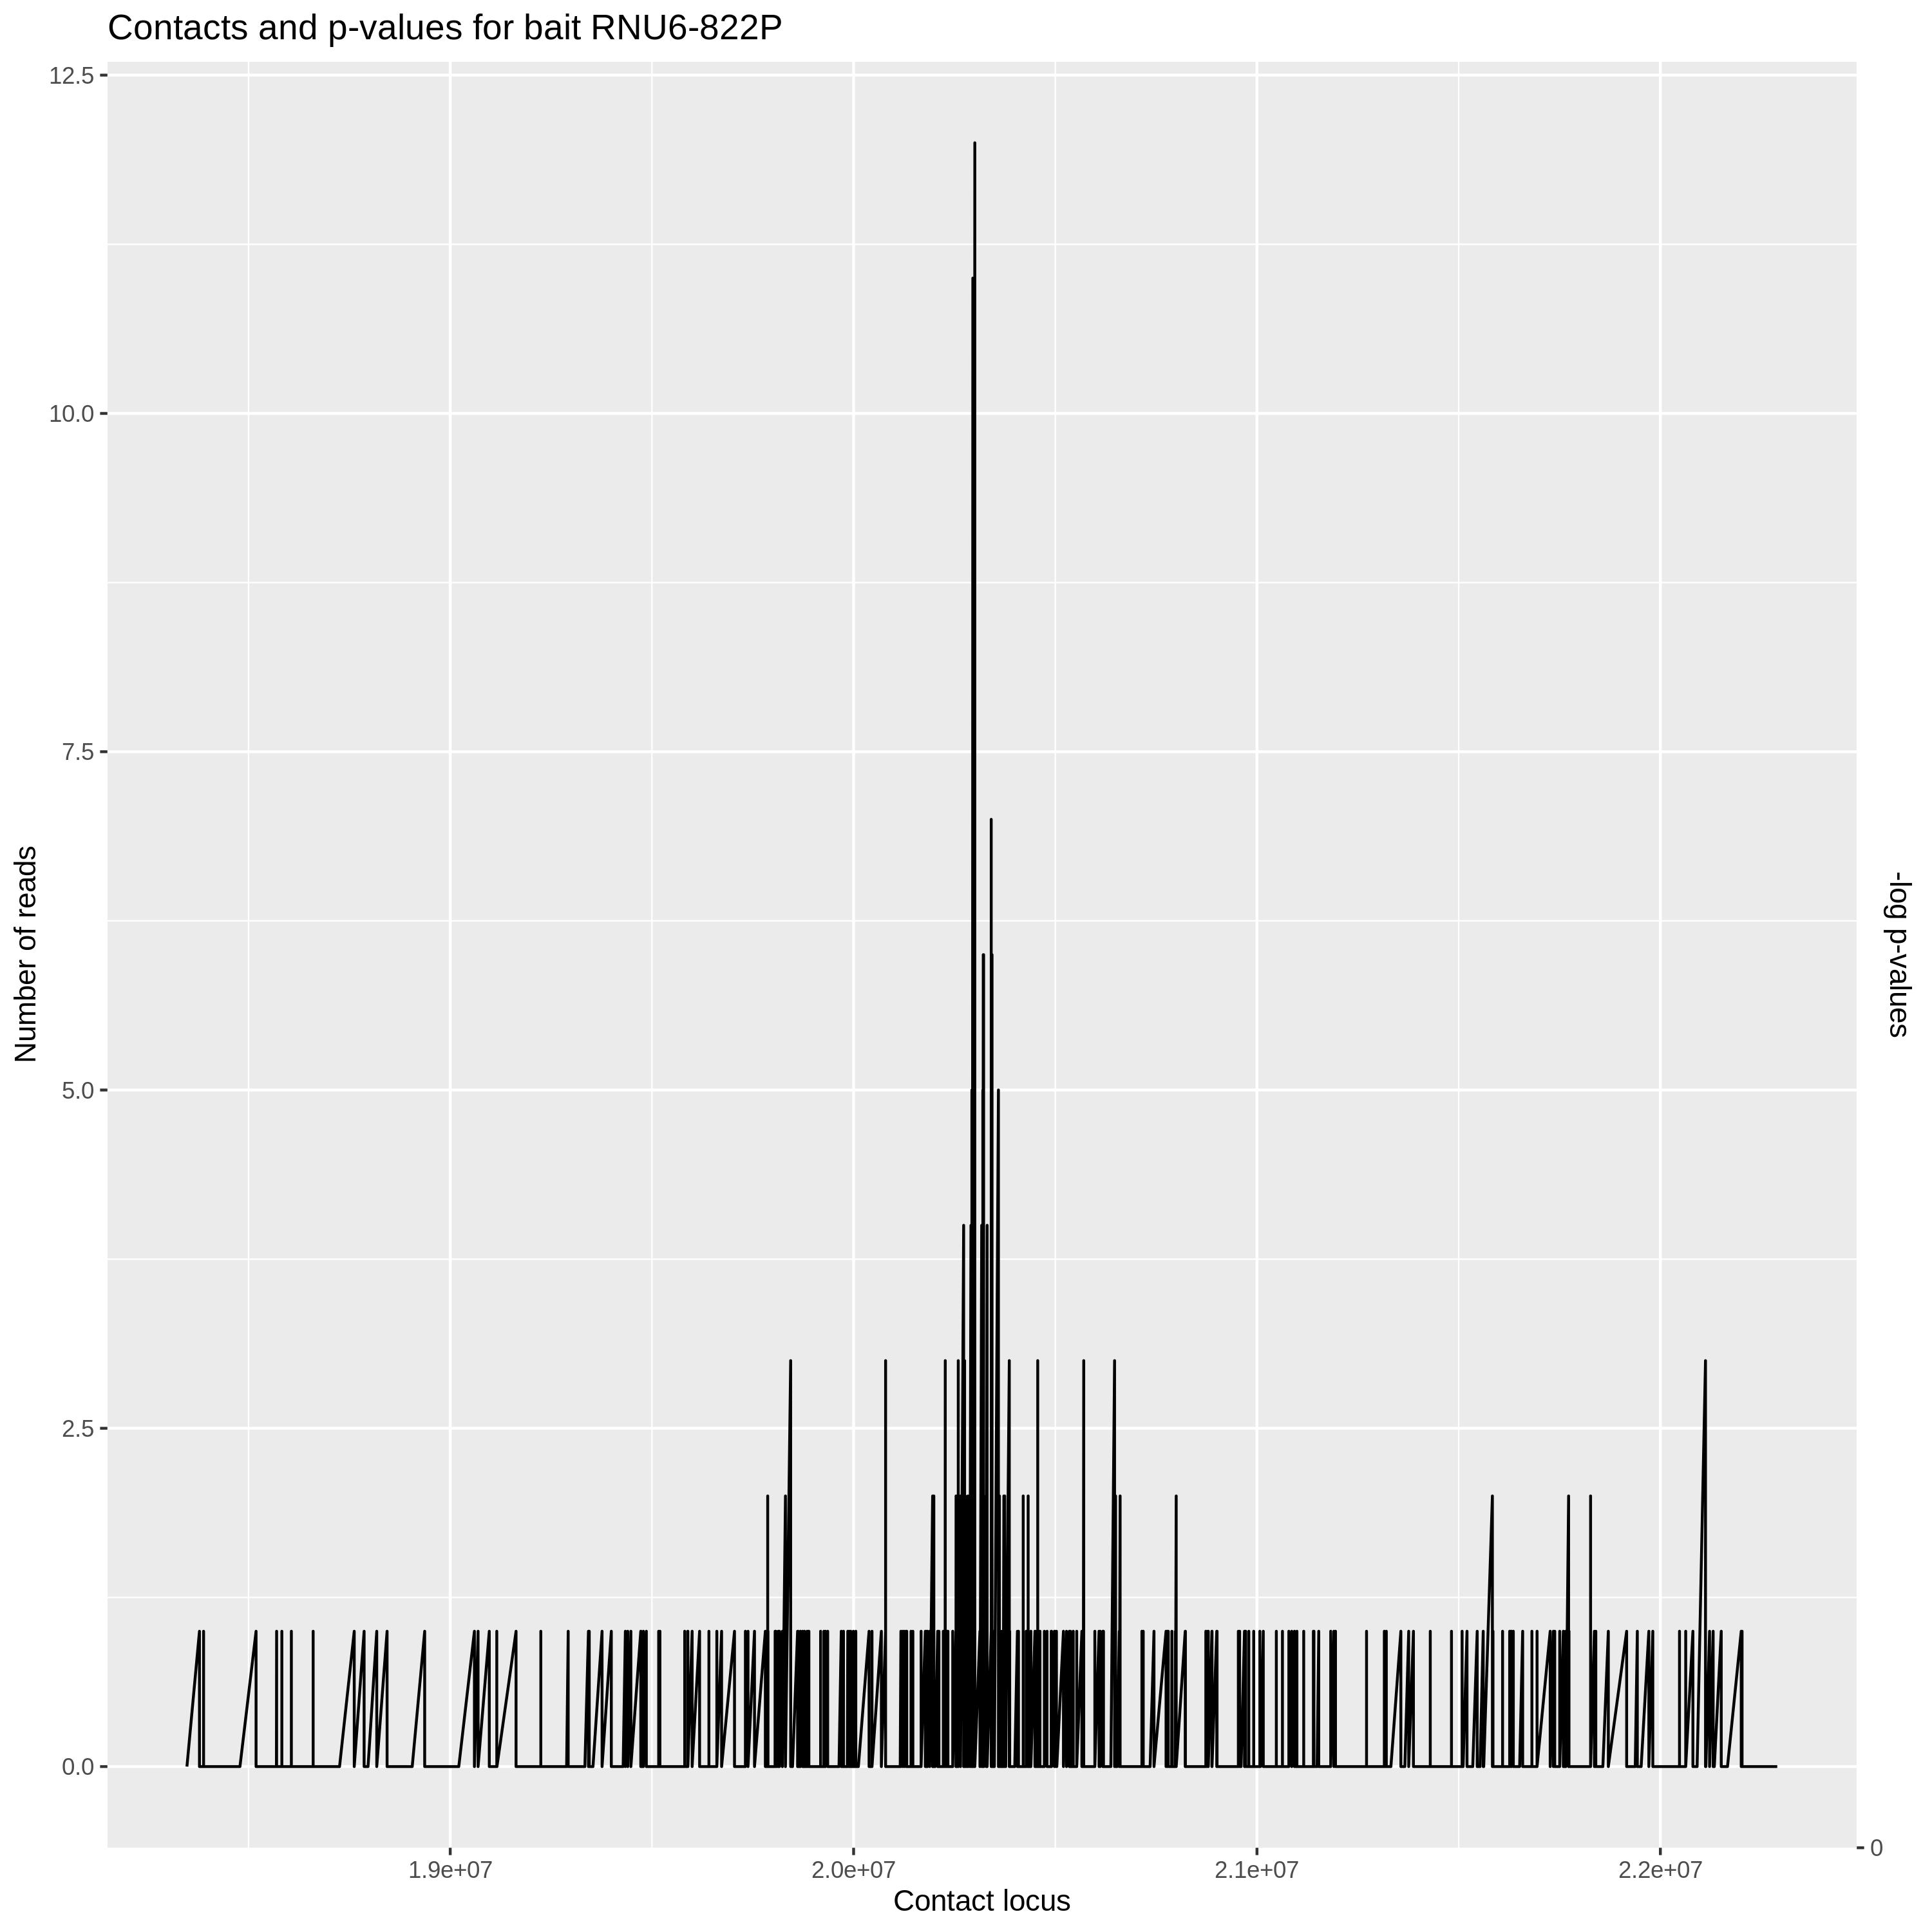 Contacts and p-values for bait RNU6-822P
12.5
10.0
7.5
5.0
2.5
0.0
Number of reads
-log p-values
0
1.9e+07
2.0e+07
2.1e+07
2.2e+07
Contact locus